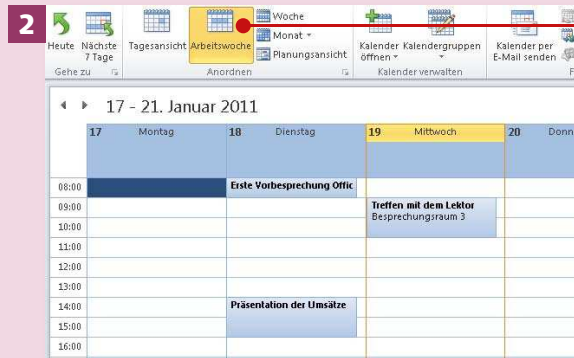 2
Woche
Monat
Planungsansicht
Heute Nächste 7 Tage Tagesansicht Arbeitswoche Kalender öffnen Kalendergruppen Kalender per E-Mail senden
Gehe zu Anordnen Kalender verwalten F
17 - 21. Januar 2011
17 Montag 18 Dienstag 19 Mittwoch 20 Donn
08:00 Erste Vorbesprechung Offic
09:00 Treffen mit dem Lektor
Besprechungsraum 3
10:00
11:00
12:00
13:00
14:00 Präsentation der Umsätze
15:00
16:00